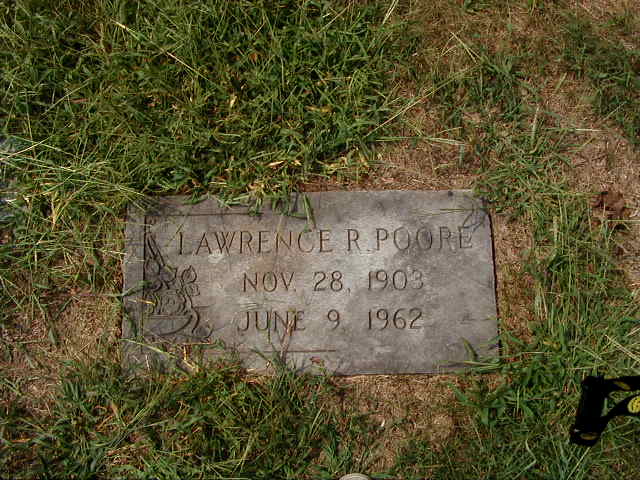 LAWRENCE R. POORE
NOV. 28, 1903
JUNE 9, 1962